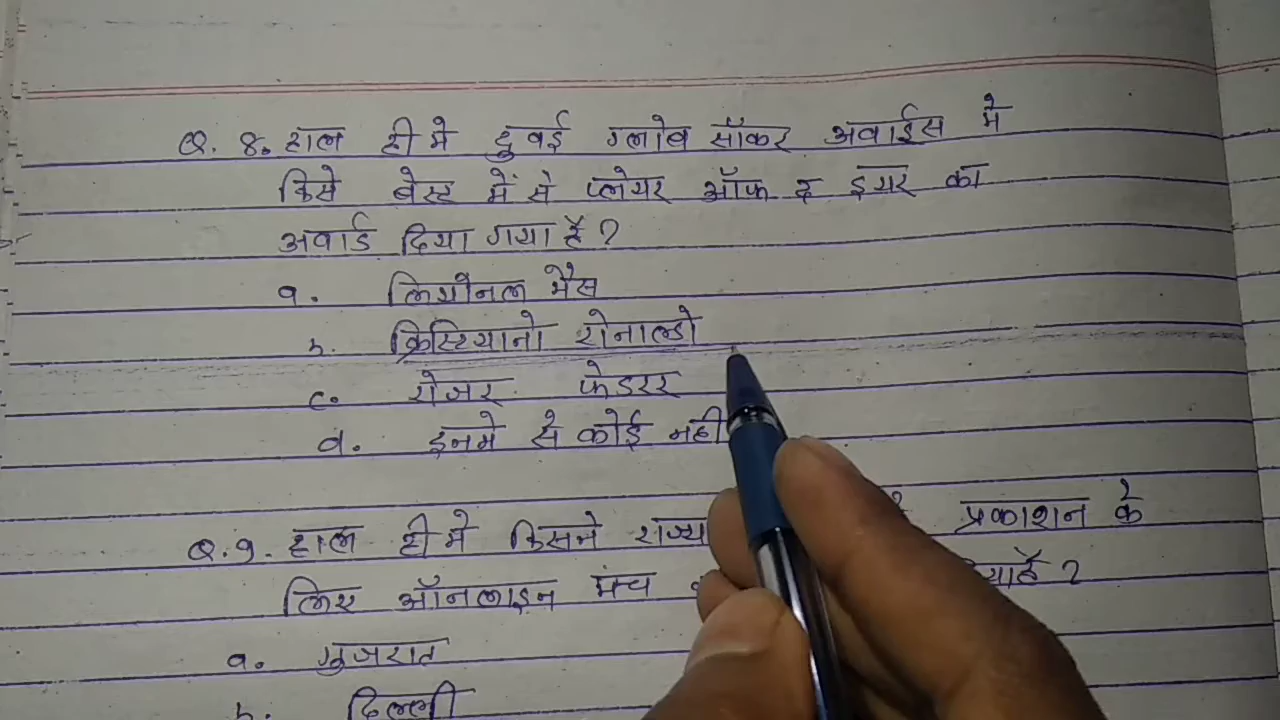 Q. 8. हाल ही मे दुबई ग्लोब सॉकर अवार्ड्स मे
किसे बेस्ट में से प्लेयर ऑफ द इयर का
अवार्ड दिया गया है?
a. लियोनल मैस
b. क्रिस्टियानो रोनाल्डो
c. रोजर फेडरर
d. इनमे से कोई नही
Q. 9. हाल ही मे किसने राज्य प्रकाशन के
लिए ऑनलाइन मंच है?
a. गुजरात
b. दिल्ली